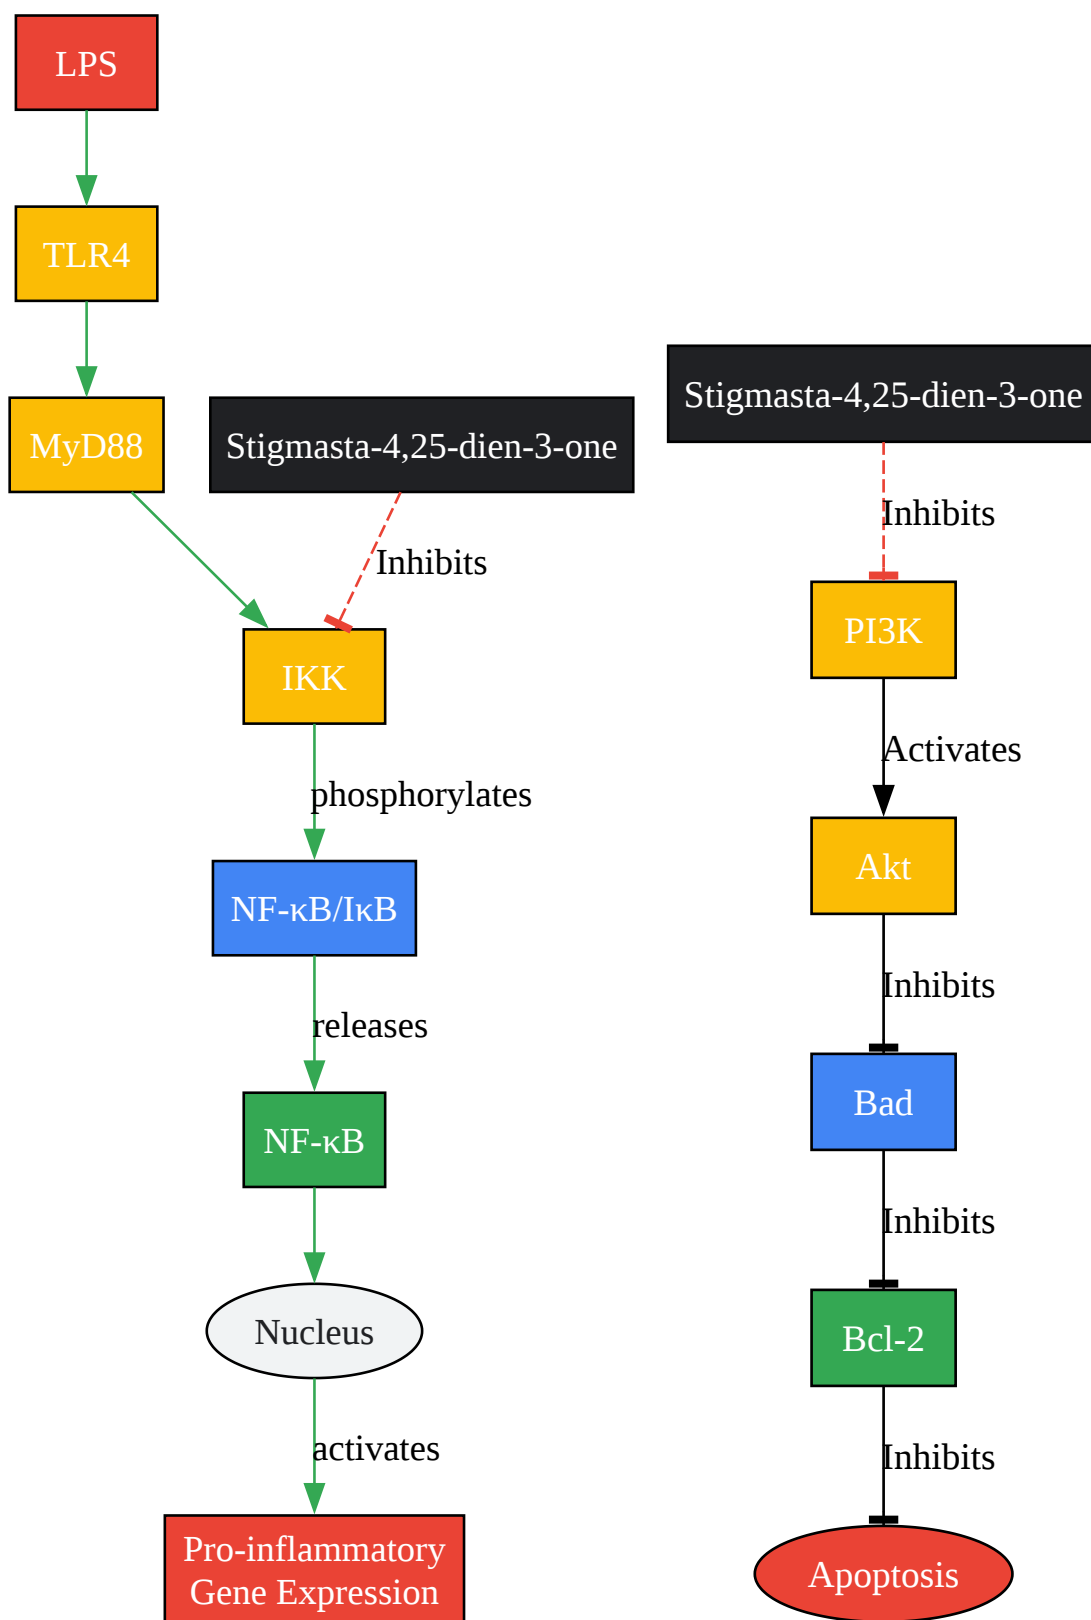 LPS
TLR4
MyD88
Stigmasta-4,25-dien-3-one
Inhibits
IKK
phosphorylates
NF-κB/IκB
releases
NF-κB
Nucleus
activates
Pro-inflammatory
Gene Expression
Stigmasta-4,25-dien-3-one
Inhibits
PI3K
Activates
Akt
Inhibits
Bad
Inhibits
Bcl-2
Inhibits
Apoptosis